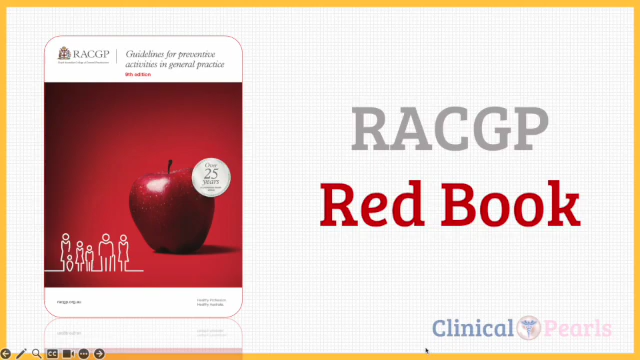 RACGP
Guidelines for preventive
activities in general practice
9th edition
Over
25
years
racgp.org.au
Healthy Profession.
Healthy Australia.
RACGP
Red Book
Clinical Pearls
CC